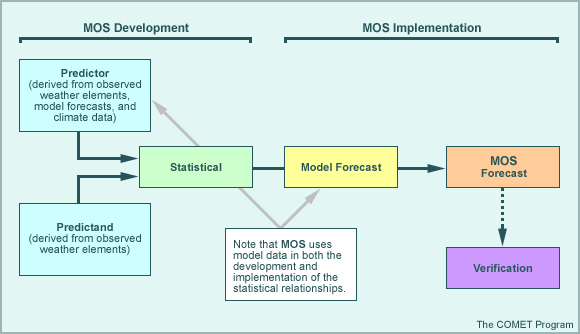 MOS Development
MOS Implementation
Predictor
(derived from observed
weather elements,
model forecasts, and
climate data)
Statistical
Model Forecast
MOS
Forecast
Predictand
(derived from observed
weather elements)
Note that MOS uses
model data in both the
development and
implementation of the
statistical relationships.
Verification
The COMET Program